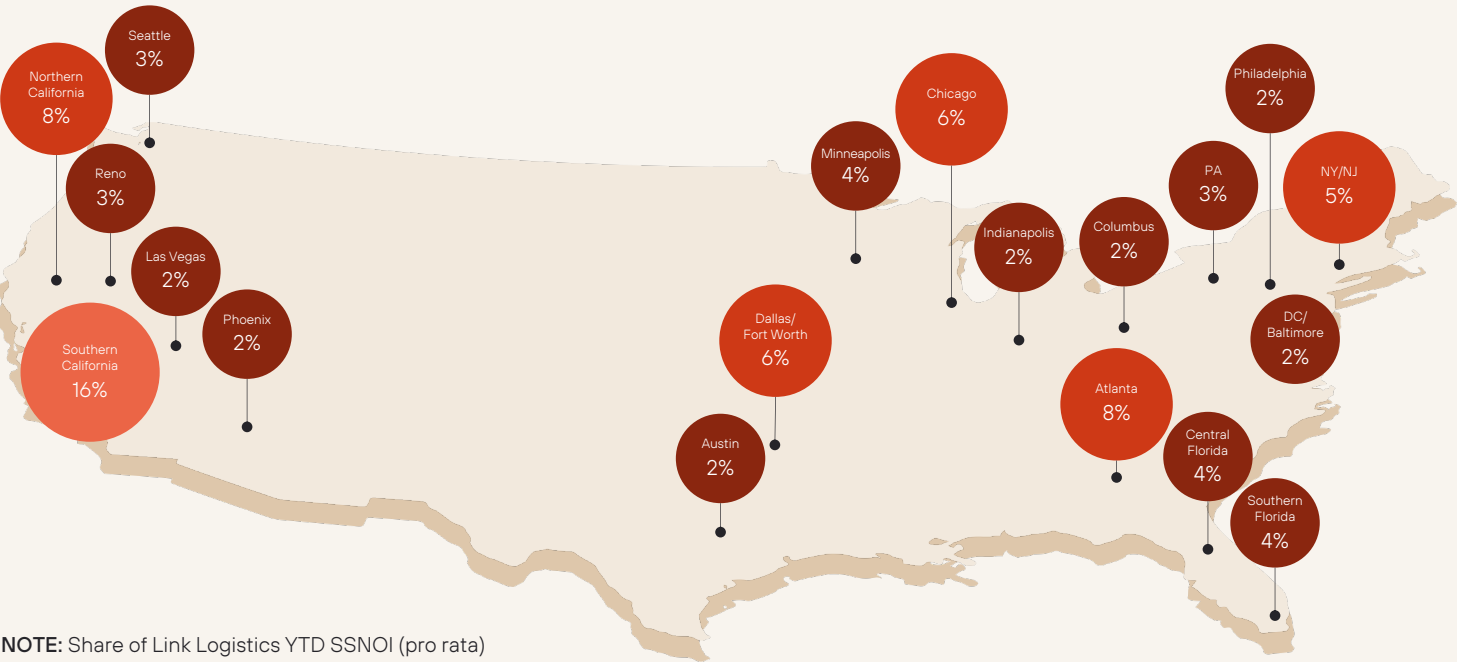 Seattle
3%
Northern
California
8%
Reno
3%
Las Vegas
2%
Phoenix
2%
Southern
California
16%
Minneapolis
4%
Chicago
6%
Indianapolis
2%
Columbus
2%
PA
3%
Philadelphia
2%
NY/NJ
5%
DC/
Baltimore
2%
Dallas/
Fort Worth
6%
Austin
2%
Atlanta
8%
Central
Florida
4%
Southern
Florida
4%
NOTE: Share of Link Logistics YTD SSNOI (pro rata)